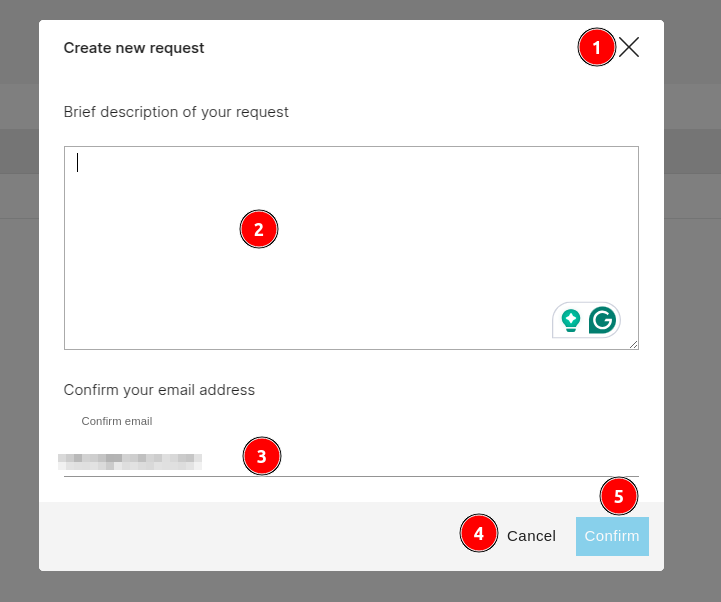 Create new request
1
Brief description of your request
2
Confirm your email address
Confirm email
3
5
4
Cancel
Confirm